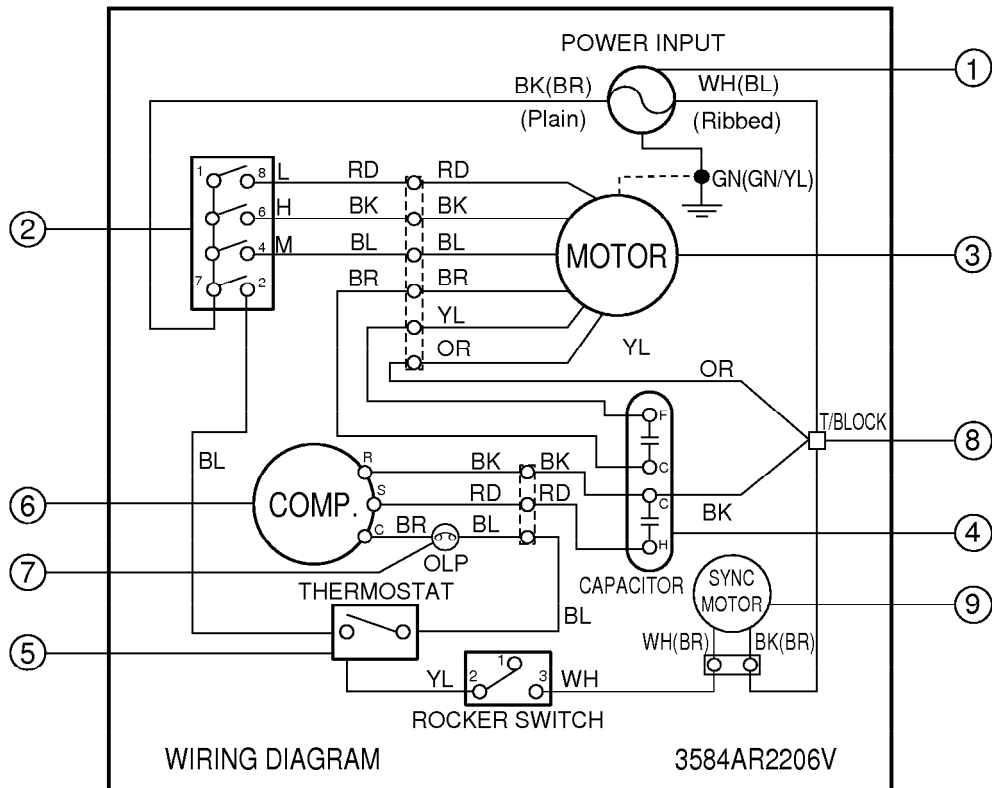 POWER INPUT
1
BK(BR)
WH(BL)
(Plain)
(Ribbed)
1
8
L
RD
RD
GN(GN/YL)
6
H
BK
BK
2
4
M
BL
BL
MOTOR
3
7
2
BR
BR
YL
YL
OR
OR
F
T/BLOCK
8
BL
R
BK
BK
C
C
6
COMP.
S
RD
RD
BK
C
BR
BL
H
4
7
OLP
THERMOSTAT
CAPACITOR
SYNC
MOTOR
9
BL
WH(BR)
BK(BR)
5
YL
2
1
3
WH
ROCKER SWITCH
WIRING DIAGRAM
3584AR2206V